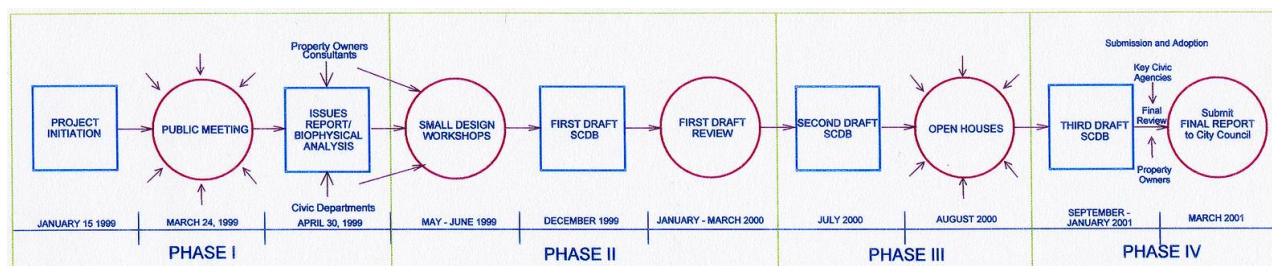 Property Owners
Consultants
Submission and Adoption
Key Civic
Agencies
PROJECT
INITIATION
PUBLIC MEETING
ISSUES
REPORT/
BIOPHYSICAL
ANALYSIS
SMALL DESIGN
WORKSHOPS
FIRST DRAFT
SCDB
FIRST DRAFT
REVIEW
SECOND DRAFT
SCDB
OPEN HOUSES
THIRD DRAFT
SCDB
Final
Review
Submit
FINAL REPORT
to City Council
Property
Owners
Civic Departments
JANUARY 15 1999
MARCH 24, 1999
APRIL 30, 1999
MAY - JUNE 1999
DECEMBER 1999
JANUARY - MARCH 2000
JULY 2000
AUGUST 2000
SEPTEMBER -
JANUARY 2001
MARCH 2001
PHASE I
PHASE II
PHASE III
PHASE IV